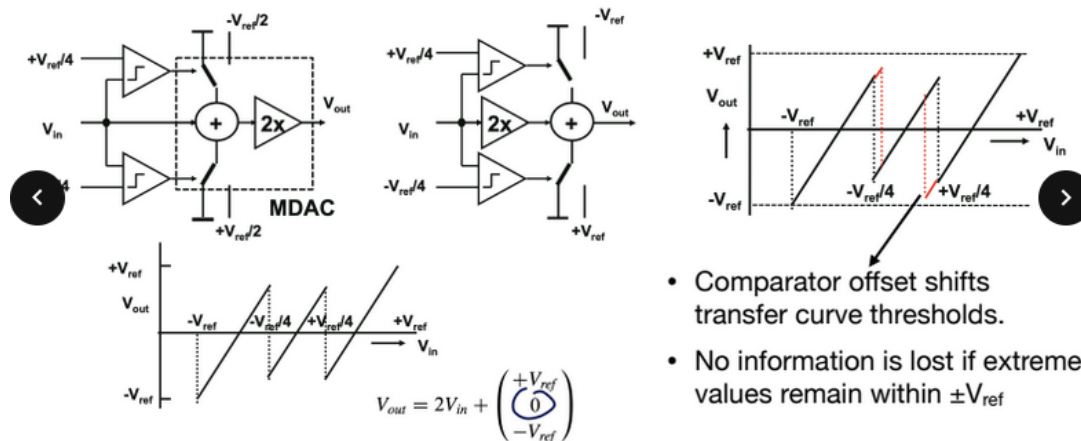 -Vref/2
+Vref/4
Vin
2x
Vout
MDAC
+Vref/2
-Vref
+Vref/4
Vin
2x
Vout
-Vref/4
+Vref
+Vref
Vout
-Vref
+Vref
Vin
-Vref/4
+Vref/4
-Vref
+Vref
Vout
-Vref
-Vref/4
+Vref/4
+Vref
Vin
-Vref
Vout = 2Vin + ( +Vref
0
-Vref )
• Comparator offset shifts
transfer curve thresholds.
• No information is lost if extreme
values remain within ±Vref